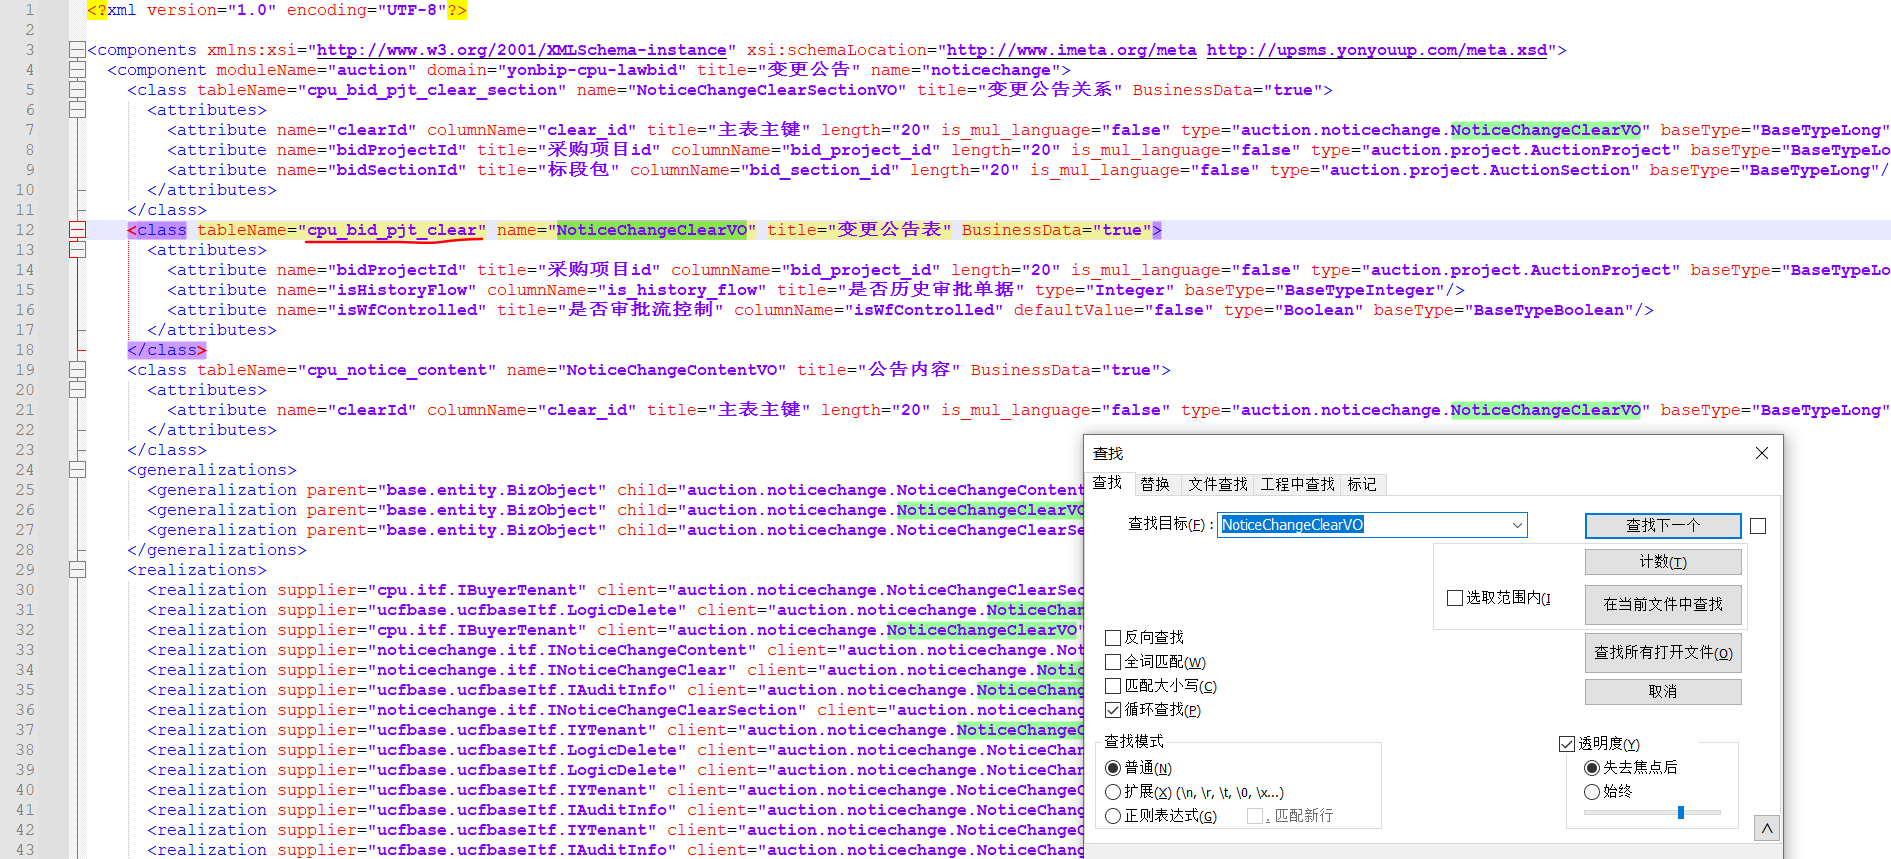 1 <?xml version="1.0" encoding="UTF-8"?>
2
3 <components xmlns:xsi="http://www.w3.org/2001/XMLSchema-instance" xsi:schemaLocation="http://www.imeta.org/meta http://upsms.yonyouup.com/meta.xsd">
4 <component moduleName="auction" domain="yonbip-cpu-lawbid" title="变更公告" name="noticechange">
5 <class tableName="cpu_bid_pjt_clear_section" name="NoticeChangeClearSectionVO" title="变更公告关系" BusinessData="true">
6 <attributes>
7 <attribute name="clearId" columnName="clear_id" title="主表主键" length="20" is_mul_language="false" type="auction.noticechange.NoticeChangeClearVO" baseType="BaseTypeLong"
8 <attribute name="bidProjectId" title="采购项目id" columnName="bid_project_id" length="20" is_mul_language="false" type="auction.project.AuctionProject" baseType="BaseTypeLo
9 <attribute name="bidSectionId" title="标段包" columnName="bid_section_id" length="20" is_mul_language="false" type="auction.project.AuctionSection" baseType="BaseTypeLong"/
10 </attributes>
11 </class>
12 <class tableName="cpu_bid_pjt_clear" name="NoticeChangeClearVO" title="变更公告表" BusinessData="true">
13 <attributes>
14 <attribute name="bidProjectId" title="采购项目id" columnName="bid_project_id" length="20" is_mul_language="false" type="auction.project.AuctionProject" baseType="BaseTypeLo
15 <attribute name="isHistoryFlow" columnName="is_history_flow" title="是否历史审批单据" type="Integer" baseType="BaseTypeInteger"/>
16 <attribute name="isWfControlled" title="是否审批流控制" columnName="isWfControlled" defaultValue="false" type="Boolean" baseType="BaseTypeBoolean"/>
17 </attributes>
18 </class>
19 <class tableName="cpu_notice_content" name="NoticeChangeContentVO" title="公告内容" BusinessData="true">
20 <attributes>
21 <attribute name="clearId" columnName="clear_id" title="主表主键" length="20" is_mul_language="false" type="auction.noticechange.NoticeChangeClearVO" baseType="BaseTypeLong"
22 </attributes>
23 </class>
24 <generalizations>
25 <generalization parent="base.entity.BizObject" child="auction.noticechange.NoticeChangeContent
26 <generalization parent="base.entity.BizObject" child="auction.noticechange.NoticeChangeClearVO
27 <generalization parent="base.entity.BizObject" child="auction.noticechange.NoticeChangeClearSe
28 </generalizations>
29 <realizations>
30 <realization supplier="cpu.itf.IBuyerTenant" client="auction.noticechange.NoticeChangeClearSec
31 <realization supplier="ucfbase.ucfbaseItf.LogicDelete" client="auction.noticechange.NoticeChan
32 <realization supplier="cpu.itf.IBuyerTenant" client="auction.noticechange.NoticeChangeClearVO"
33 <realization supplier="noticechange.itf.INoticeChangeContent" client="auction.noticechange.Not
34 <realization supplier="noticechange.itf.INoticeChangeClear" client="auction.noticechange.Notic
35 <realization supplier="ucfbase.ucfbaseItf.IAuditInfo" client="auction.noticechange.NoticeChang
36 <realization supplier="noticechange.itf.INoticeChangeClearSection" client="auction.noticechang
37 <realization supplier="ucfbase.ucfbaseItf.IYTenant" client="auction.noticechange.NoticeChangeC
38 <realization supplier="ucfbase.ucfbaseItf.LogicDelete" client="auction.noticechange.NoticeChan
39 <realization supplier="ucfbase.ucfbaseItf.LogicDelete" client="auction.noticechange.NoticeChan
40 <realization supplier="ucfbase.ucfbaseItf.IYTenant" client="auction.noticechange.NoticeChangeC
41 <realization supplier="ucfbase.ucfbaseItf.IAuditInfo" client="auction.noticechange.NoticeChang
42 <realization supplier="ucfbase.ucfbaseItf.IYTenant" client="auction.noticechange.NoticeChangeC
43 <realization supplier="ucfbase.ucfbaseItf.IAuditInfo" client="auction.noticechange.NoticeChang
查找
查找 替换 文件查找 工程中查找 标记
查找目标(F) : NoticeChangeClearVO 查找下一个
计数(T)
选取范围内(I 在当前文件中查找
反向查找 查找所有打开文件(O)
全词匹配(W)
匹配大小写(C) 取消
循环查找(P)
查找模式 透明度(Y)
普通(N) 失去焦点后
扩展(X) (\n, \r, \t, \0, \x...) 始终
正则表达式(G) . 匹配新行